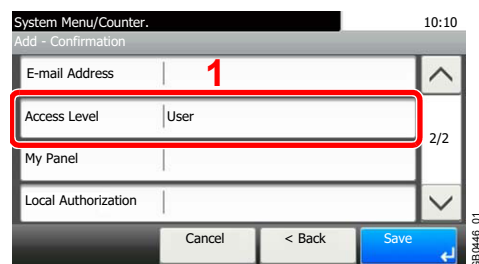 System Menu/Counter. 10:10
Add - Confirmation
E-mail Address 1
Access Level User
2/2
My Panel
Local Authorization
Cancel < Back Save
GB0446_01